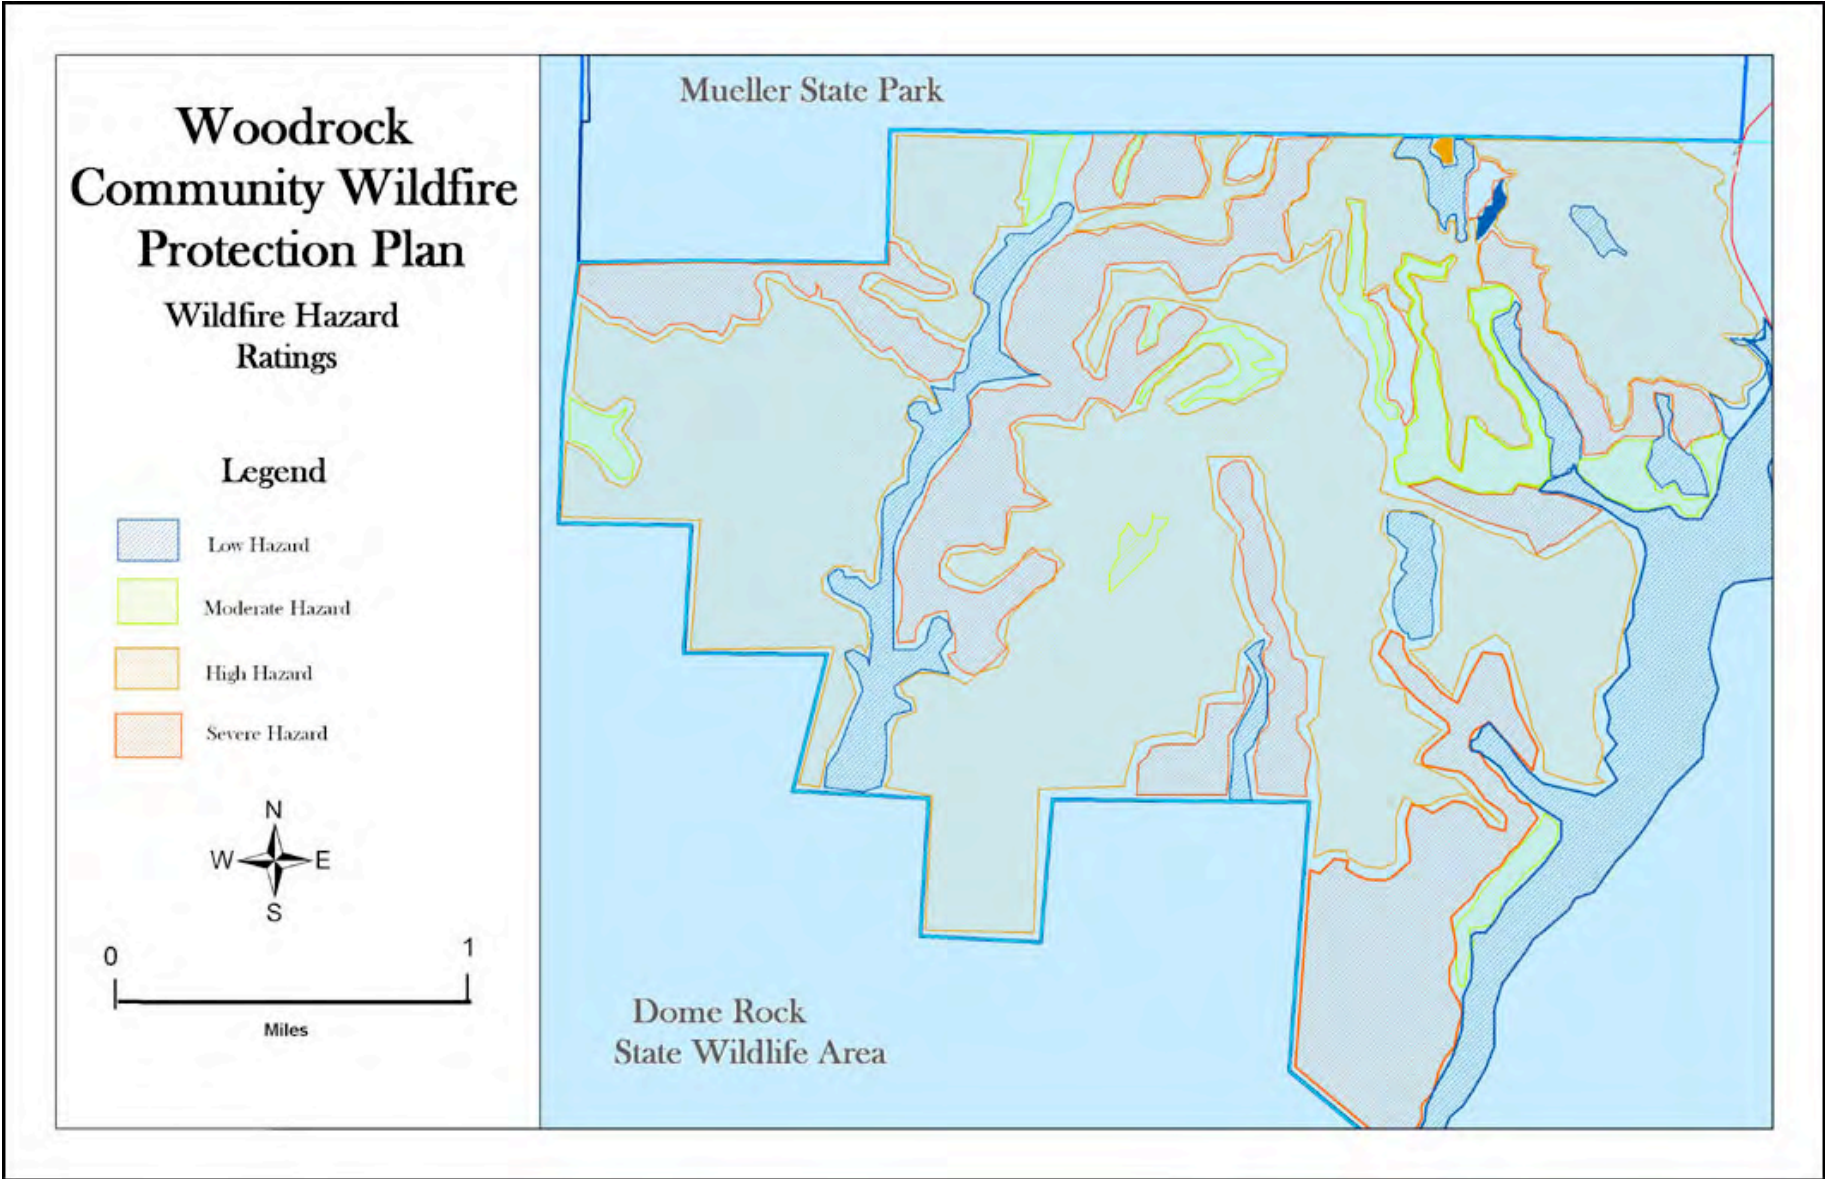 Woodrock
Community Wildfire
Protection Plan
Wildfire Hazard
Ratings
Legend
Low Hazard
Moderate Hazard
High Hazard
Severe Hazard
N
W E
S
0 1
Miles
Mueller State Park
Dome Rock
State Wildlife Area